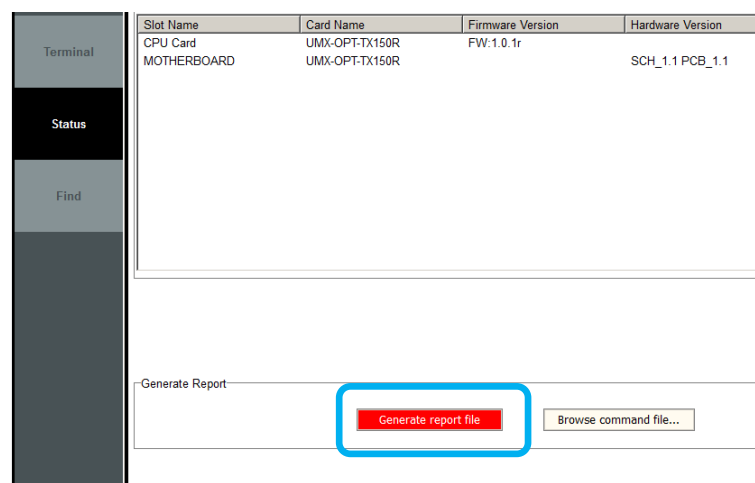 Terminal
Status
Find
Slot Name Card Name Firmware Version Hardware Version
CPU Card UMX-OPT-TX150R FW:1.0.1r
MOTHERBOARD UMX-OPT-TX150R SCH_1.1 PCB_1.1
Generate Report
Generate report file Browse command file...